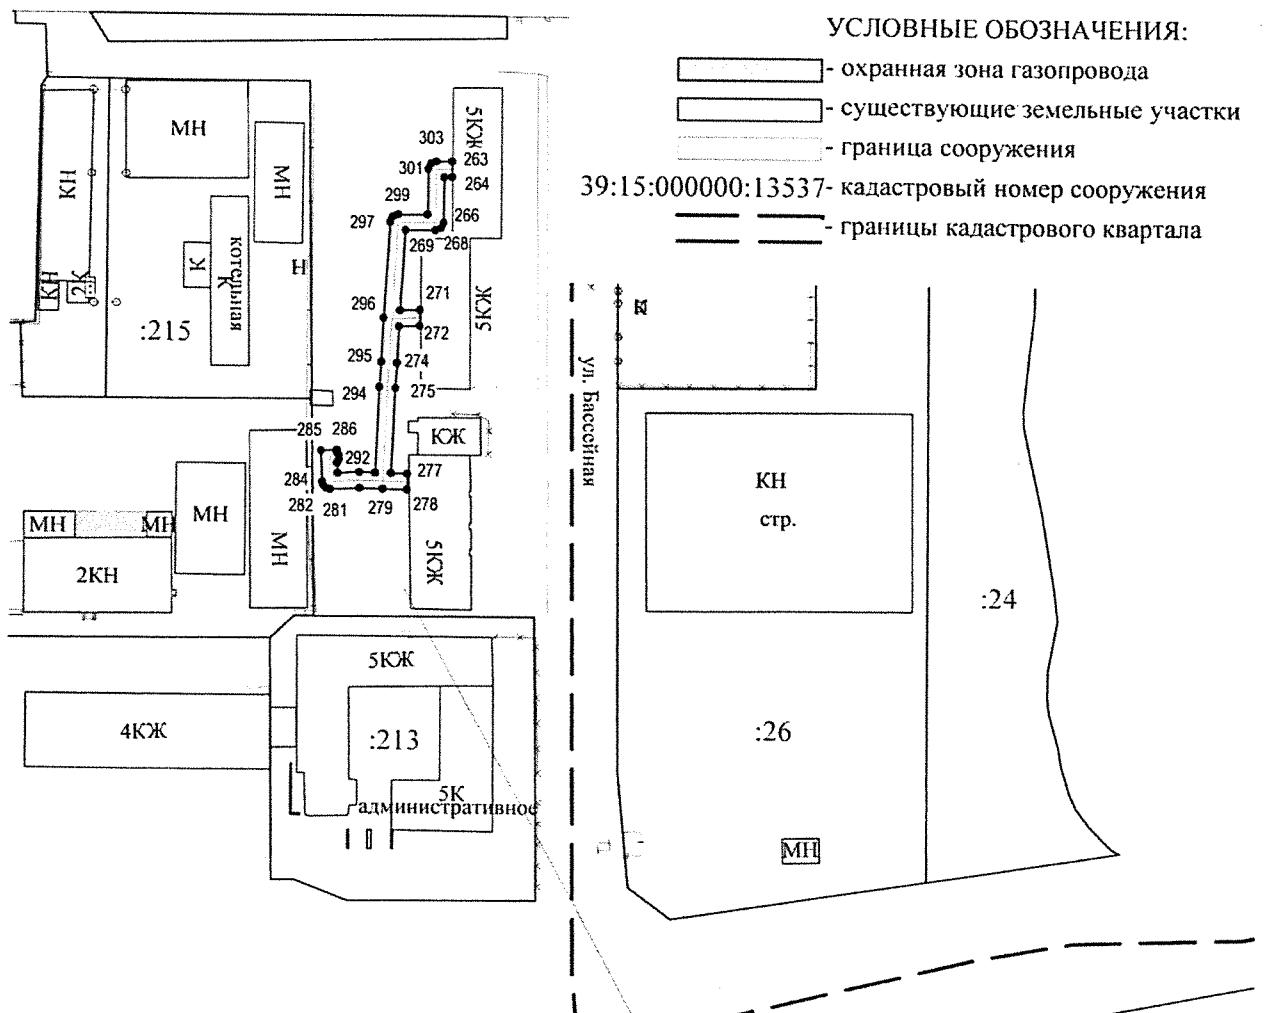 УСЛОВНЫЕ ОБОЗНАЧЕНИЯ:
- охранная зона газопровода
- существующие земельные участки
- граница сооружения
39:15:000000:13537- кадастровый номер сооружения
- границы кадастрового квартала
МН
МН
КН
5КЖ
303
263
301
264
299
297
266
268
269
К
котельная
К
Н
КН
2К
:215
296
271
272
5КЖ
295
274
294
275
ул. Бассейная
285
286
292
КЖ
284
277
282
281
279
278
МН
МН
МН
МН
2КН
5КЖ
КН
стр.
:24
5КЖ
4КЖ
:213
:26
5К
административное
МН